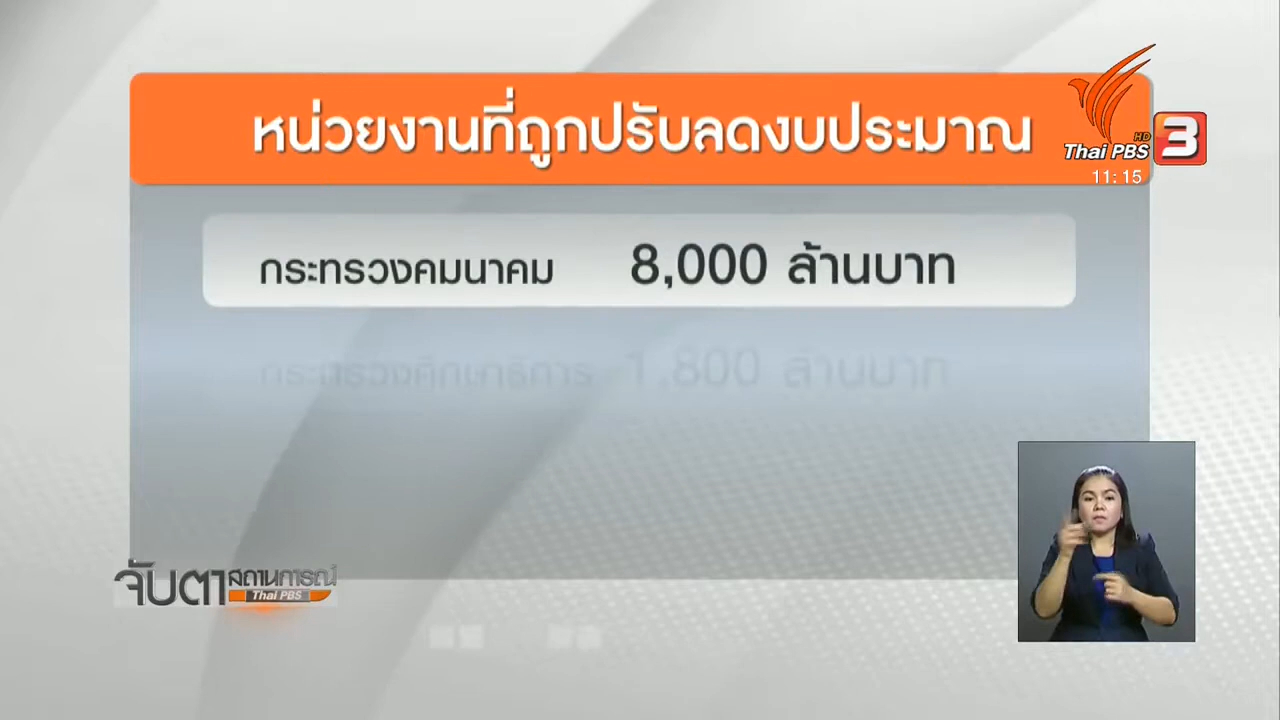 หน่วยงานที่ถูกปรับลดงบประมาณ
HD
Thai PBS 3
11:15
กระทรวงคมนาคม 8,000 ล้านบาท
กระทรวงศึกษาธิการ 1,800 ล้านบาท
จับตาสถานการณ์
Thai PBS